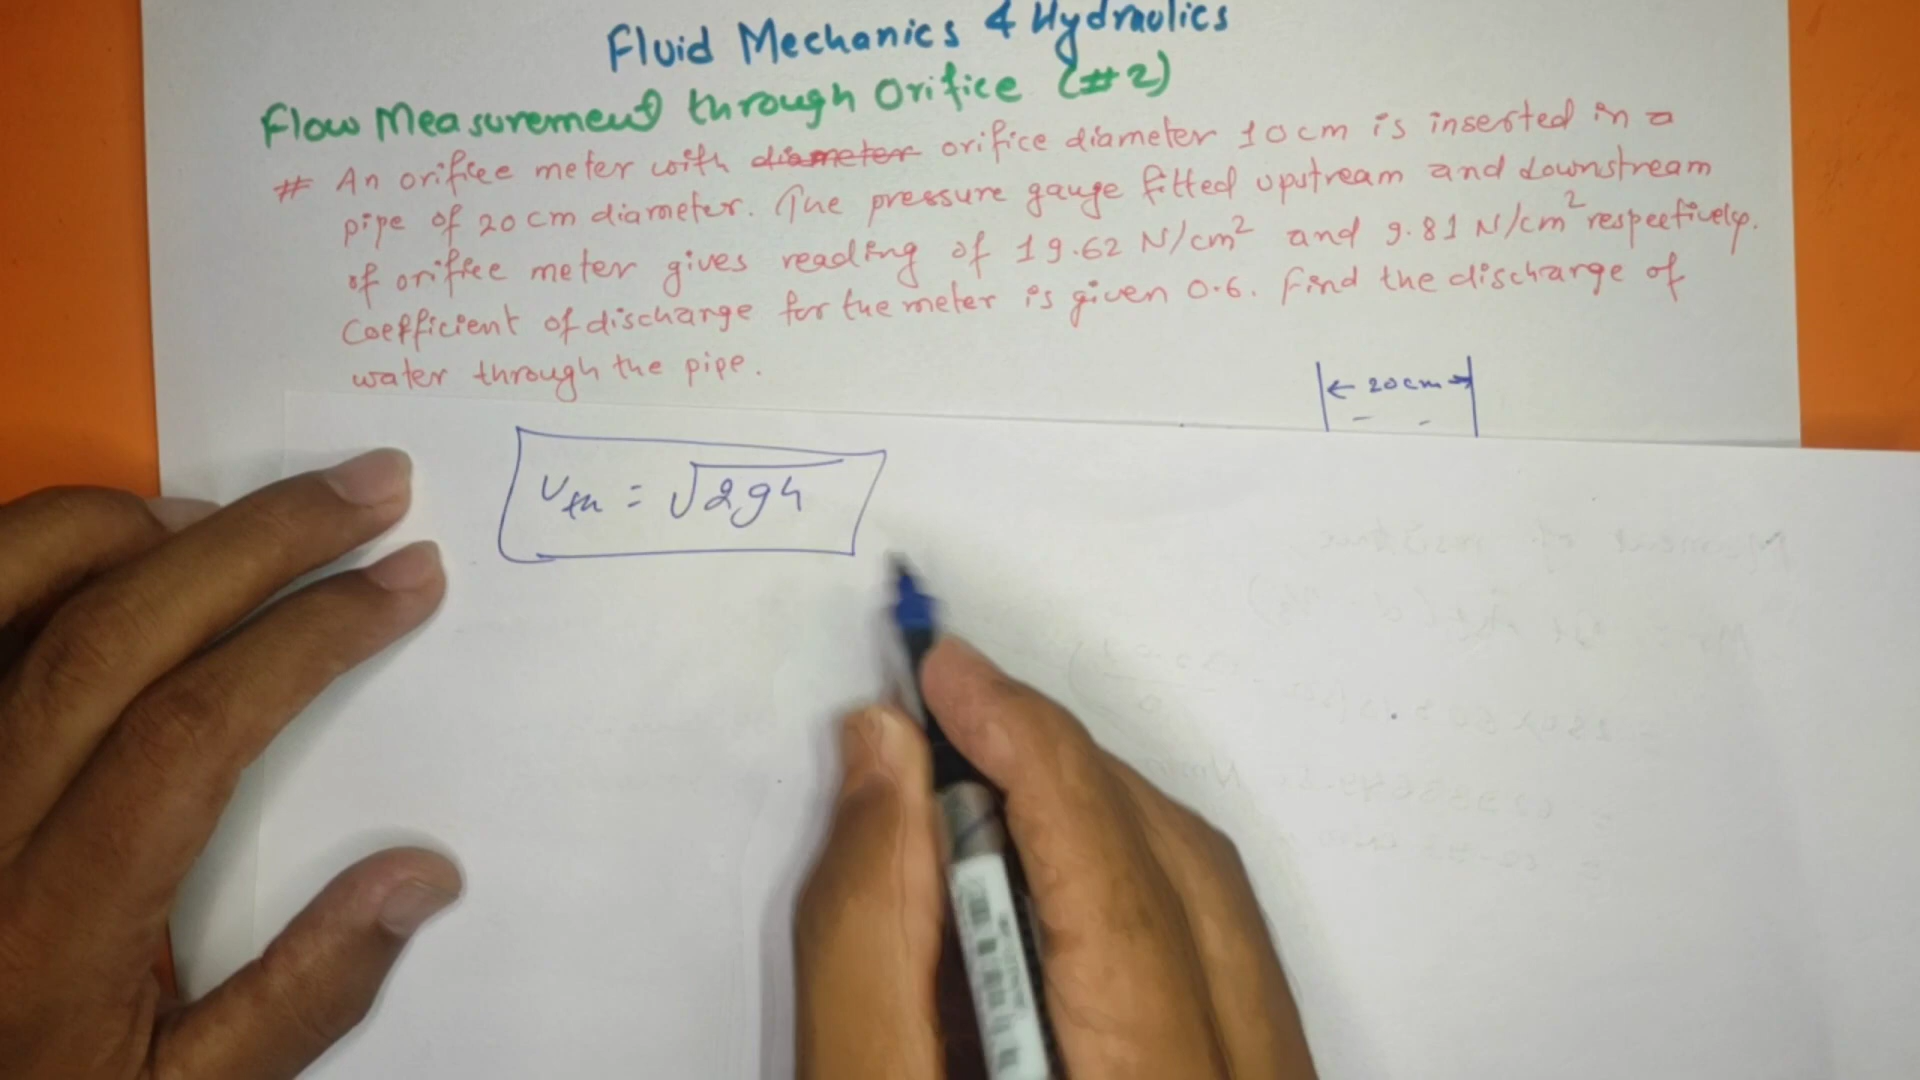 Fluid Mechanics & Hydraulics
Flow Measurement through Orifice (#2)
# An orifice meter with diameter orifice diameter 10cm is inserted in a
pipe of 20 cm diameter. The pressure gauge fitted upstream and downstream
of orifice meter gives reading of 19.62 N/cm² and 9.81 N/cm² respectively.
Coefficient of discharge for the meter is given 0.6. Find the discharge of
water through the pipe.
20cm
Vth = √2gh